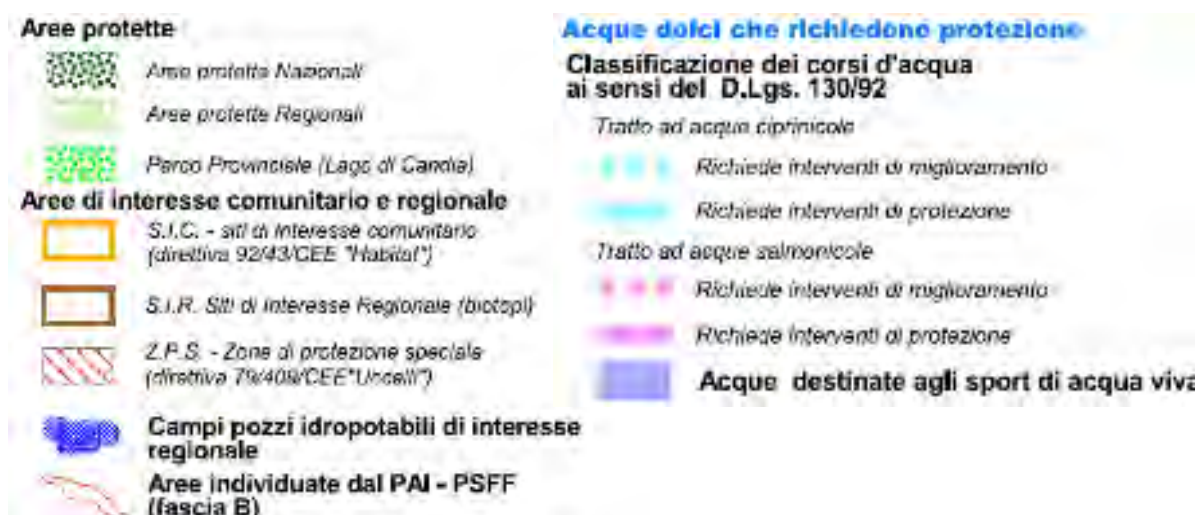 Aree protette
Aree protette Nazionali
Aree protette Regionali
Parco Provinciale (Lago di Candia)
Aree di interesse comunitario e regionale
S.I.C. - siti di interesse comunitario
(direttiva 92/43/CEE "Habitat")
S.I.R. Siti di Interesse Regionale (biotopi)
Z.P.S. - Zone di protezione speciale
(direttiva 79/409/CEE"Uccelli")
Campi pozzi idropotabili di interesse
regionale
Aree individuate dal PAI - PSFF
(fascia B)
Acque dolci che richiedono protezione
Classificazione dei corsi d'acqua
ai sensi del D.Lgs. 130/92
Tratto ad acque ciprinicole
Richiede interventi di miglioramento
Richiede interventi di protezione
Tratto ad acque salmonicole
Richiede interventi di miglioramento
Richiede interventi di protezione
Acque destinate agli sport di acqua viva